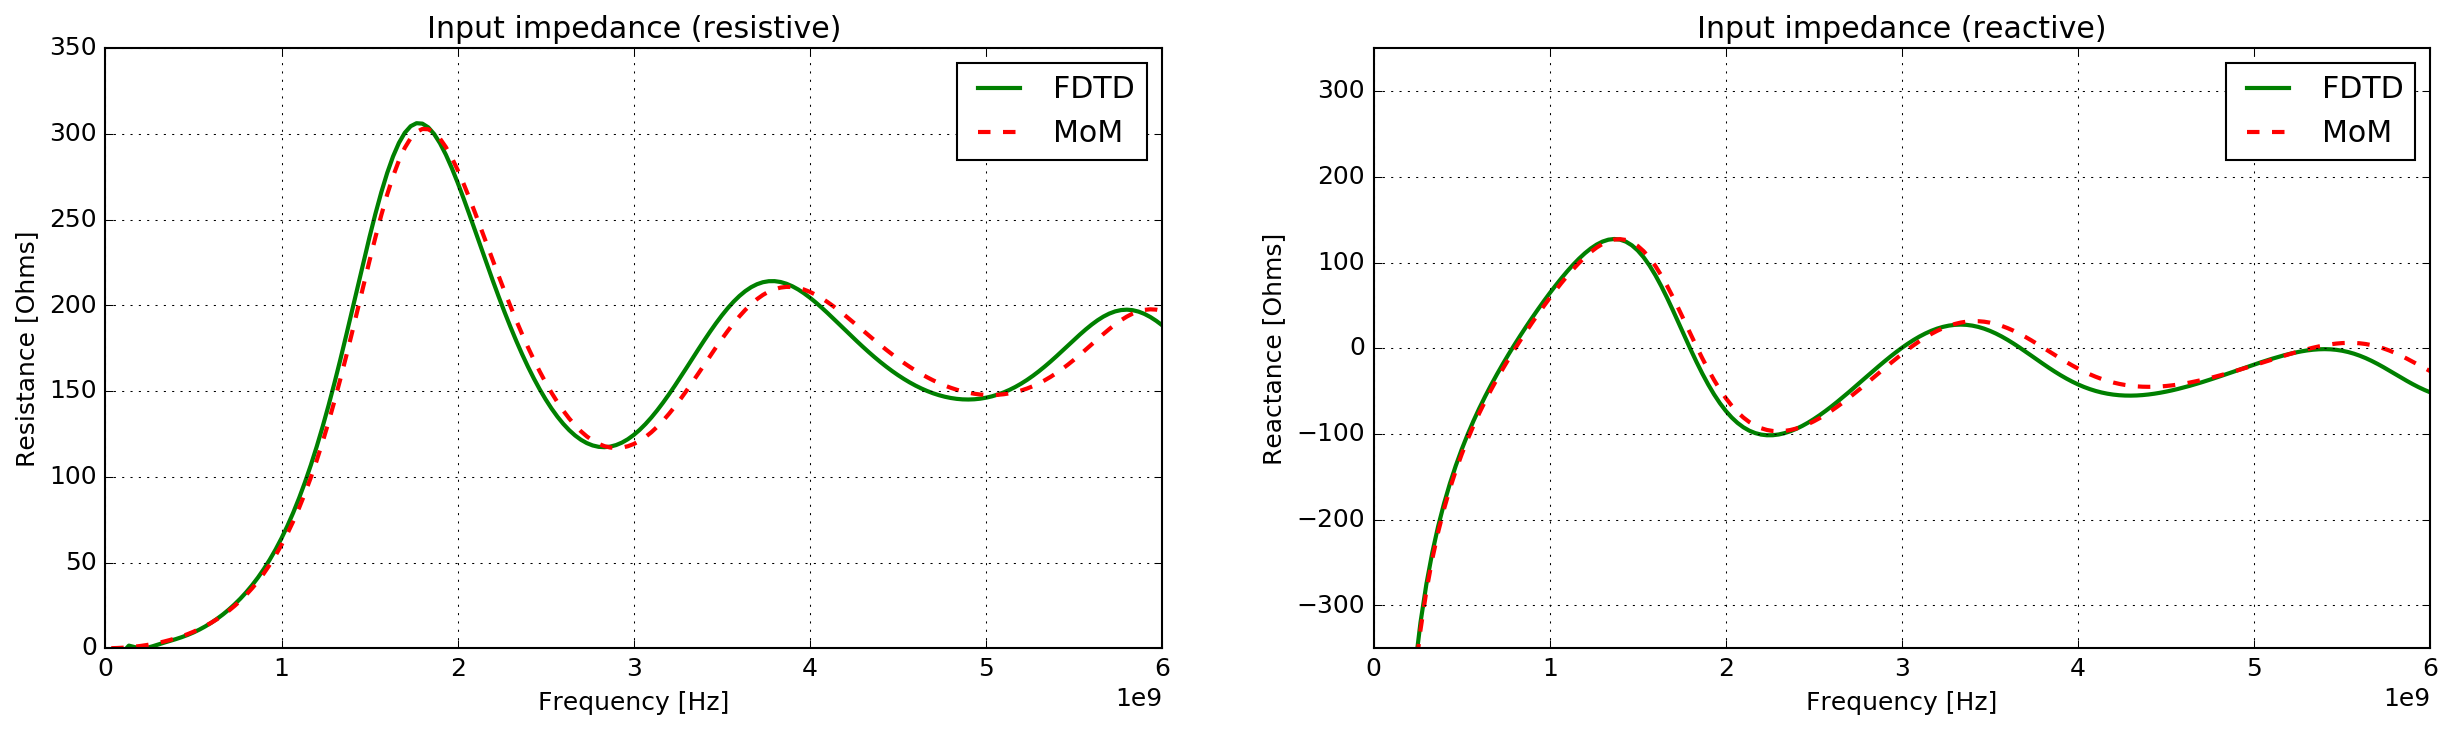 Input impedance (resistive)
350
300
250
200
150
100
50
0
Resistance [Ohms]
FDTD
MoM
0 1 2 3 4 5 6
1e9
Frequency [Hz]
Input impedance (reactive)
300
200
100
0
−100
−200
−300
Reactance [Ohms]
FDTD
MoM
0 1 2 3 4 5 6
1e9
Frequency [Hz]